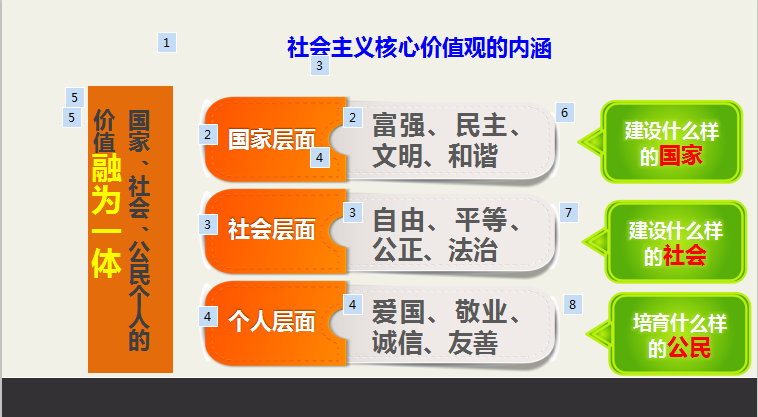 1
社会主义核心价值观的内涵
3
5
5
国家、社会、公民个人的
价值融为一体
2
国家层面
4
2
富强、民主、
文明、和谐
6
建设什么样
的国家
3
社会层面
3
自由、平等、
公正、法治
7
建设什么样
的社会
4
个人层面
4
爱国、敬业、
诚信、友善
8
培育什么样
的公民